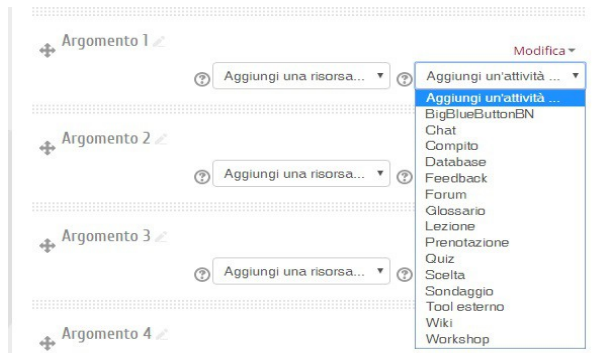 Argomento 1
Modifica
Aggiungi una risorsa... Aggiungi un'attività ...
Aggiungi un'attività ...
BigBlueButtonBN
Chat
Compito
Database
Feedback
Forum
Glossario
Lezione
Prenotazione
Quiz
Scelta
Sondaggio
Tool esterno
Wiki
Workshop
Argomento 2
Aggiungi una risorsa...
Argomento 3
Aggiungi una risorsa...
Argomento 4